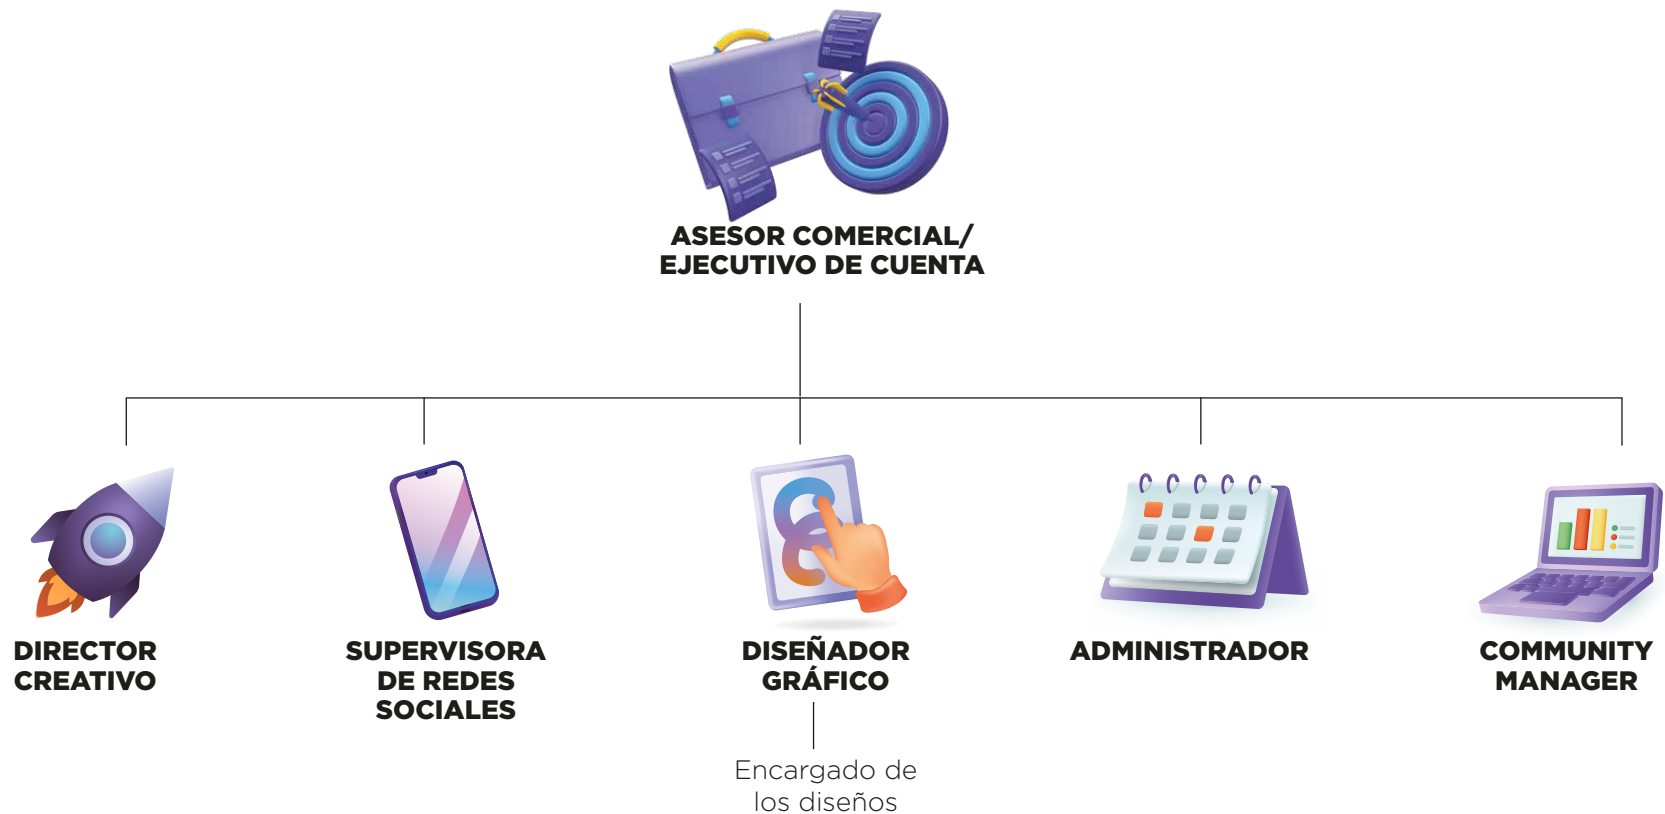 ASESOR COMERCIAL/
EJECUTIVO DE CUENTA
DIRECTOR
CREATIVO
SUPERVISORA
DE REDES
SOCIALES
DISEÑADOR
GRÁFICO
ADMINISTRADOR
COMMUNITY
MANAGER
Encargado de
los diseños